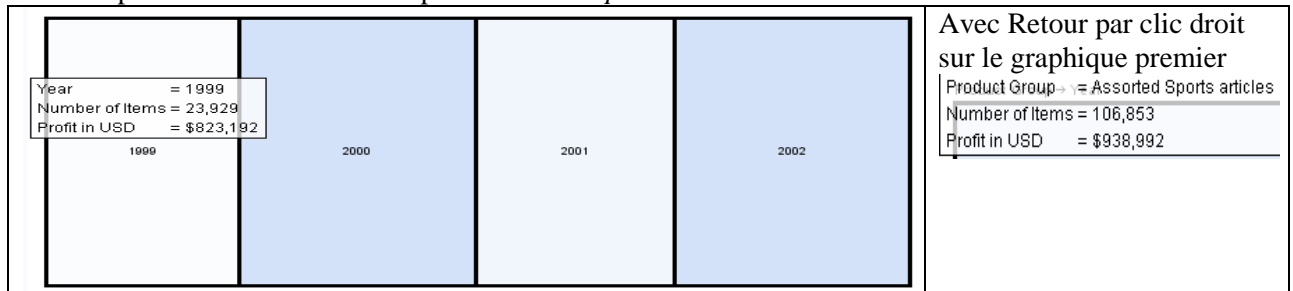 Year = 1999
Number of Items = 23,929
Profit in USD = $823,192
1999
2000
2001
2002
Avec Retour par clic droit
sur le graphique premier
Product Group = Assorted Sports articles
Number of Items = 106,853
Profit in USD = $938,992